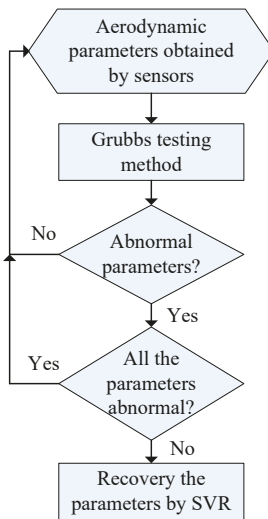 Aerodynamic
parameters obtained
by sensors
Grubbs testing
method
No
Abnormal
parameters?
Yes
Yes
All the
parameters
abnormal?
No
Recovery the
parameters by SVR